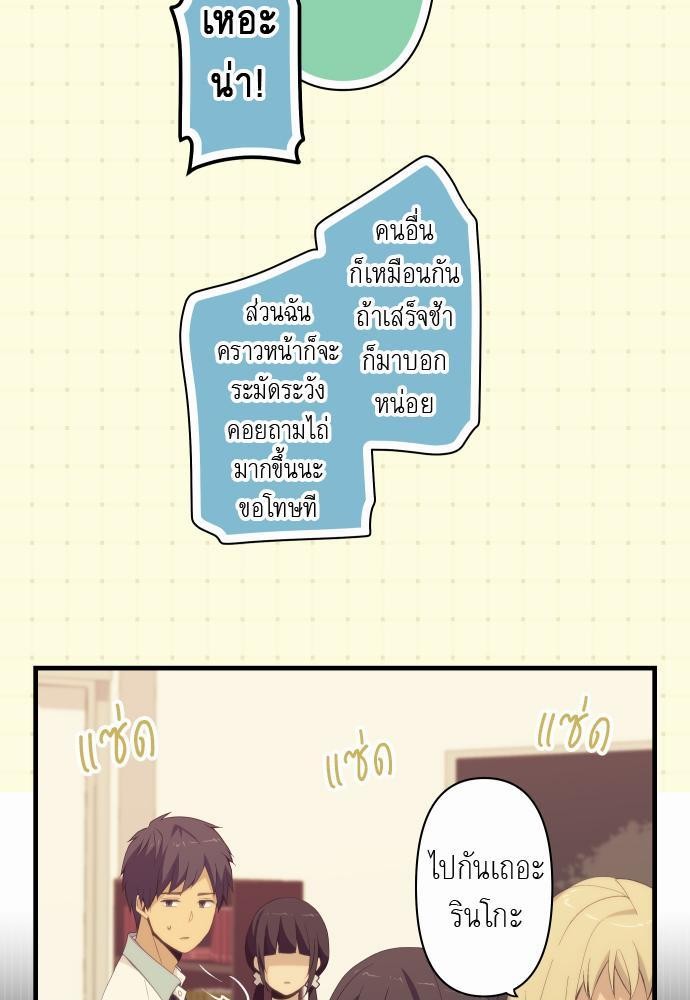 เหอะ
น่า!
คนอื่น
ก็เหมือนกัน
ถ้าเสร็จช้า
ก็มาบอก
หน่อย
ส่วนฉัน
คราวหน้าก็จะ
ระมัดระวัง
คอยถามไถ่
มากขึ้นนะ
ขอโทษที
แซ่ด
แซ่ด
แซ่ด
ไปกันเถอะ
รินโกะ